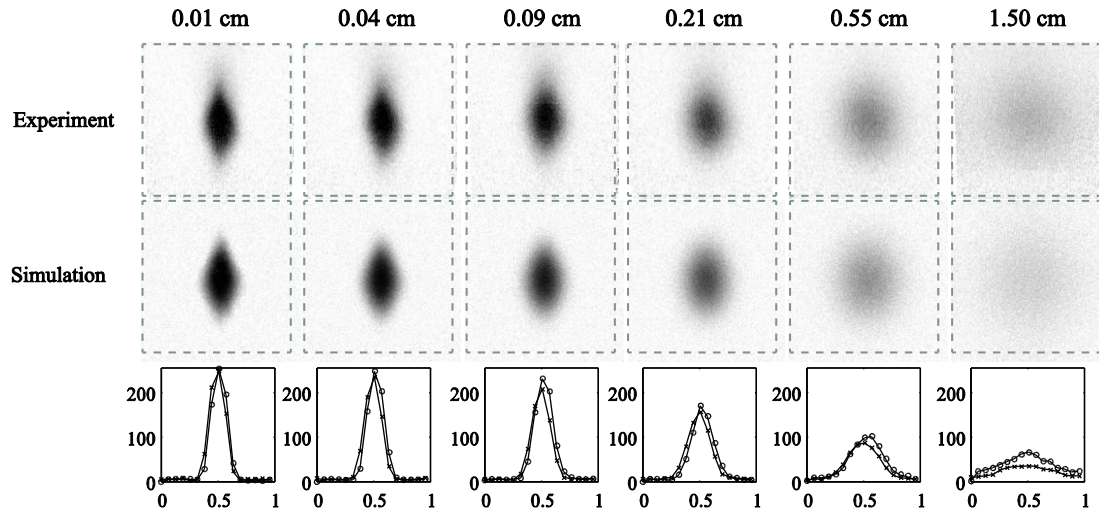 0.01 cm 0.04 cm 0.09 cm 0.21 cm 0.55 cm 1.50 cm
Experiment
Simulation
200 200 200 200 200 200
100 100 100 100 100 100
0 0 0 0 0 0
0 0.5 1 0 0.5 1 0 0.5 1 0 0.5 1 0 0.5 1 0 0.5 1